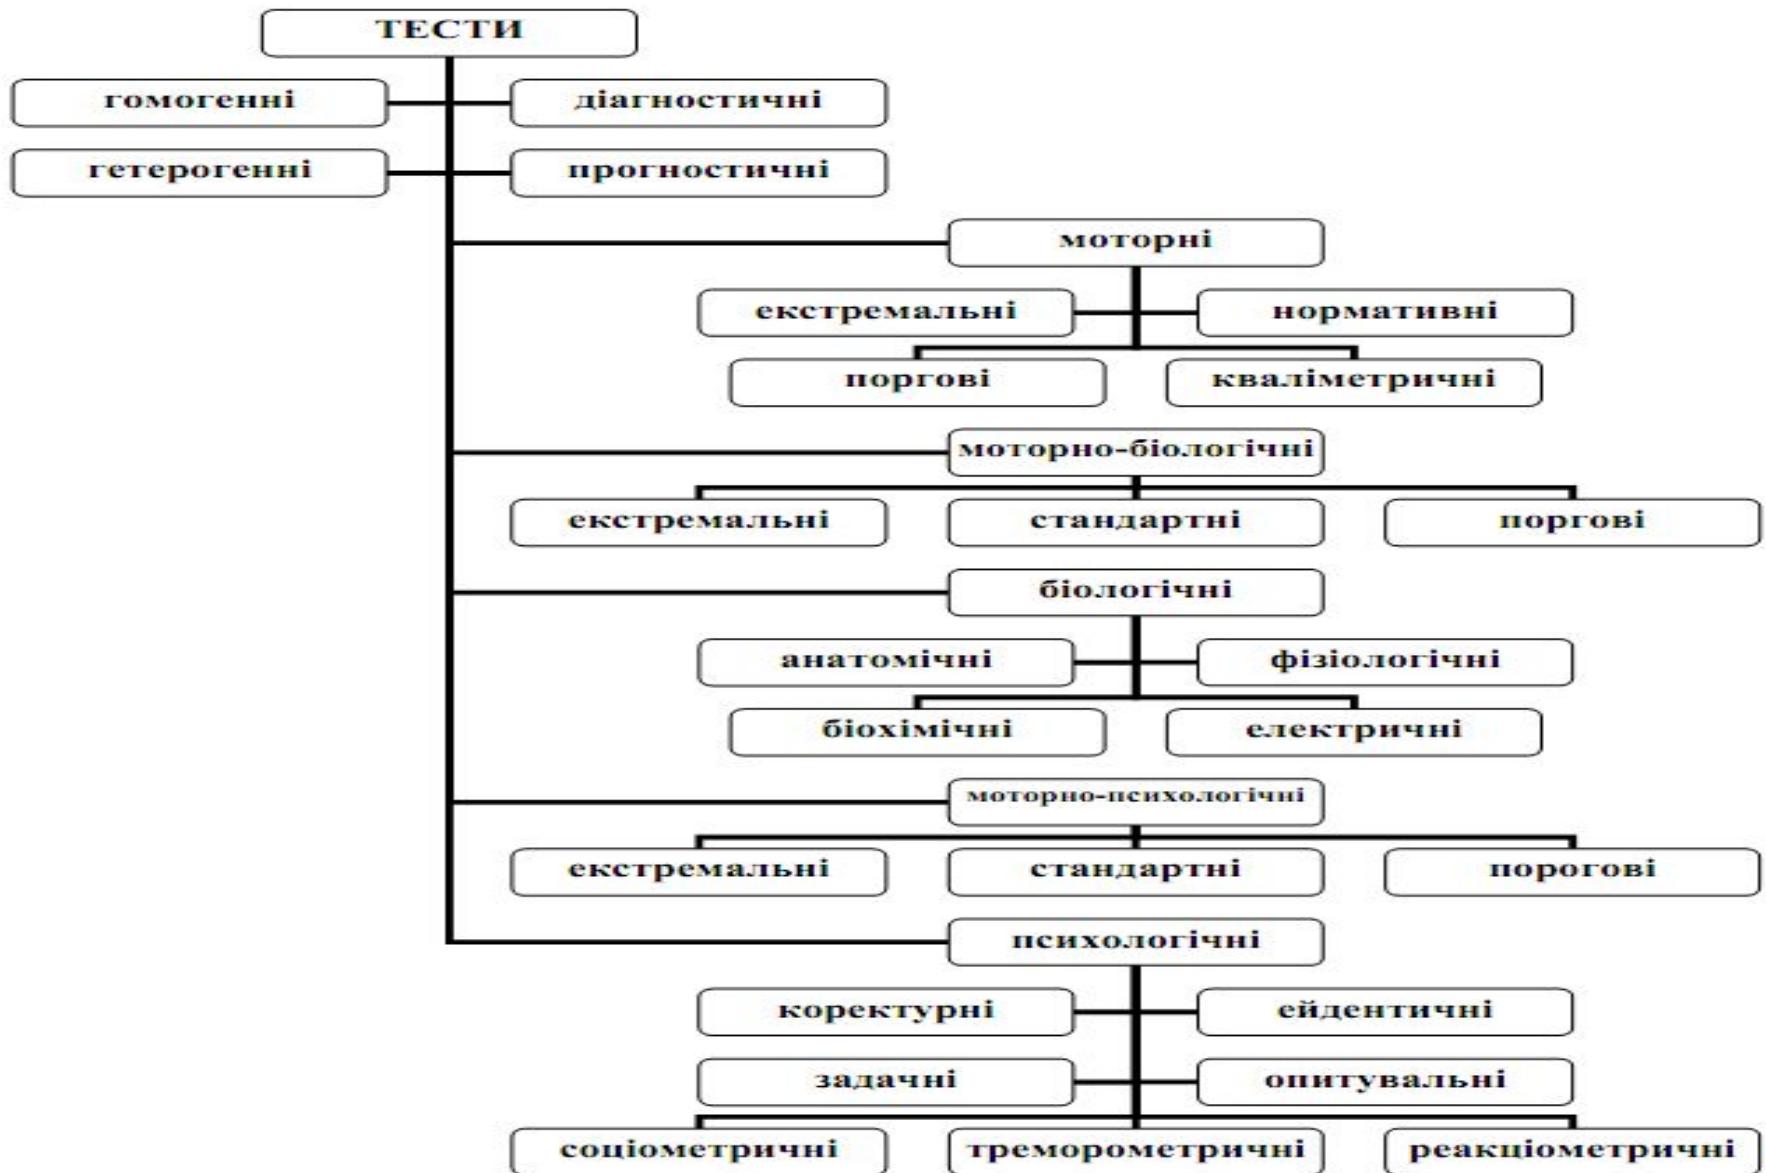 ТЕСТИ
гомогенні
діагностичні
гетерогенні
прогностичні
моторні
екстремальні
нормативні
поргові
кваліметричні
моторно-біологічні
екстремальні
стандартні
поргові
біологічні
анатомічні
фізіологічні
біохімічні
електричні
моторно-психологічні
екстремальні
стандартні
порогові
психологічні
коректурні
ейдентичні
задачні
опитувальні
соціометричні
треморометричні
реакціометричні